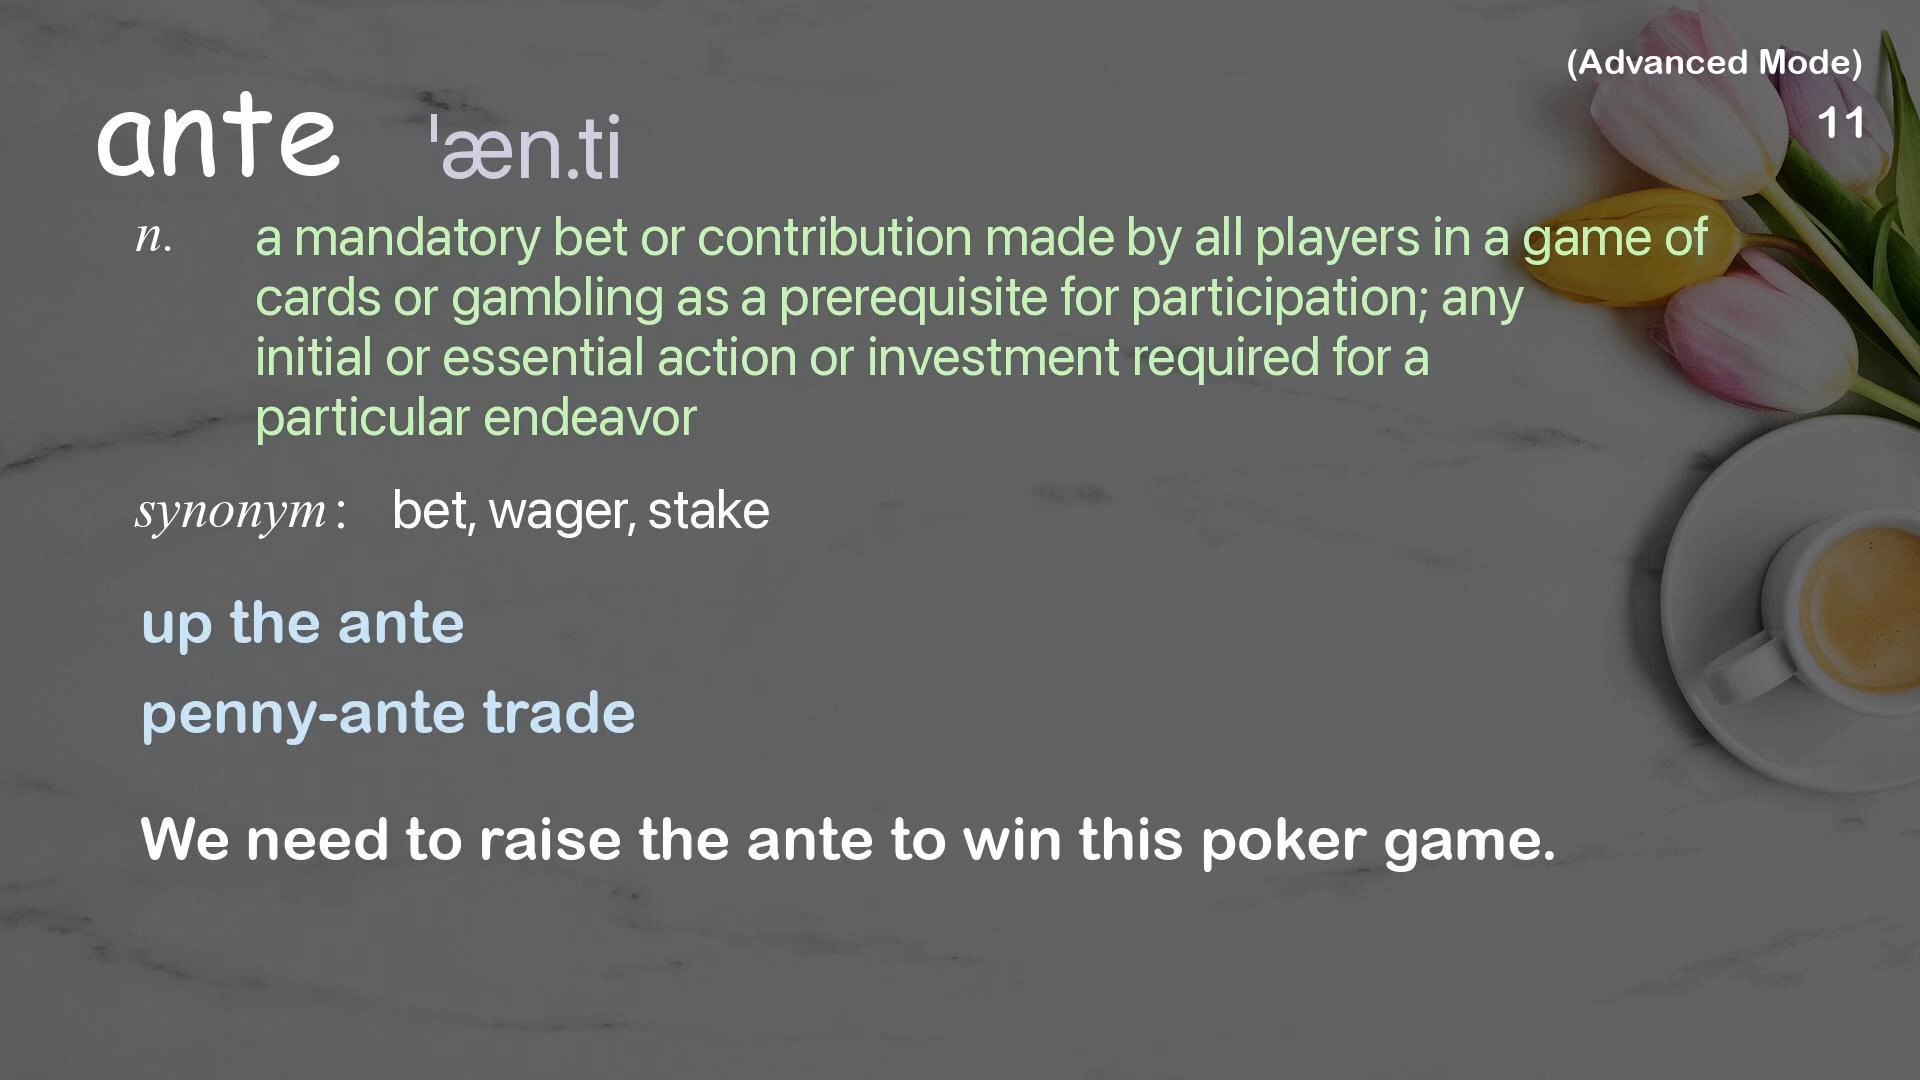 (Advanced Mode)
11
ante ˈæn.ti
n. a mandatory bet or contribution made by all players in a game of
cards or gambling as a prerequisite for participation; any
initial or essential action or investment required for a
particular endeavor
synonym: bet, wager, stake
up the ante
penny-ante trade
We need to raise the ante to win this poker game.